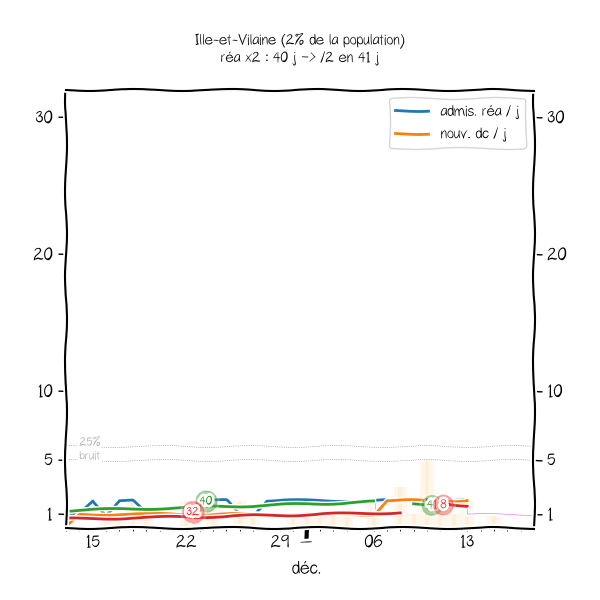 Ille-et-Vilaine (2% de la population)
réa x2 : 40 j -> /2 en 41 j
admis. réa / j
nouv. dc / j
30 30
20 20
10 10
25%
bruit
5 5
40
32
8
1 1
15 22 29 06 13
déc.